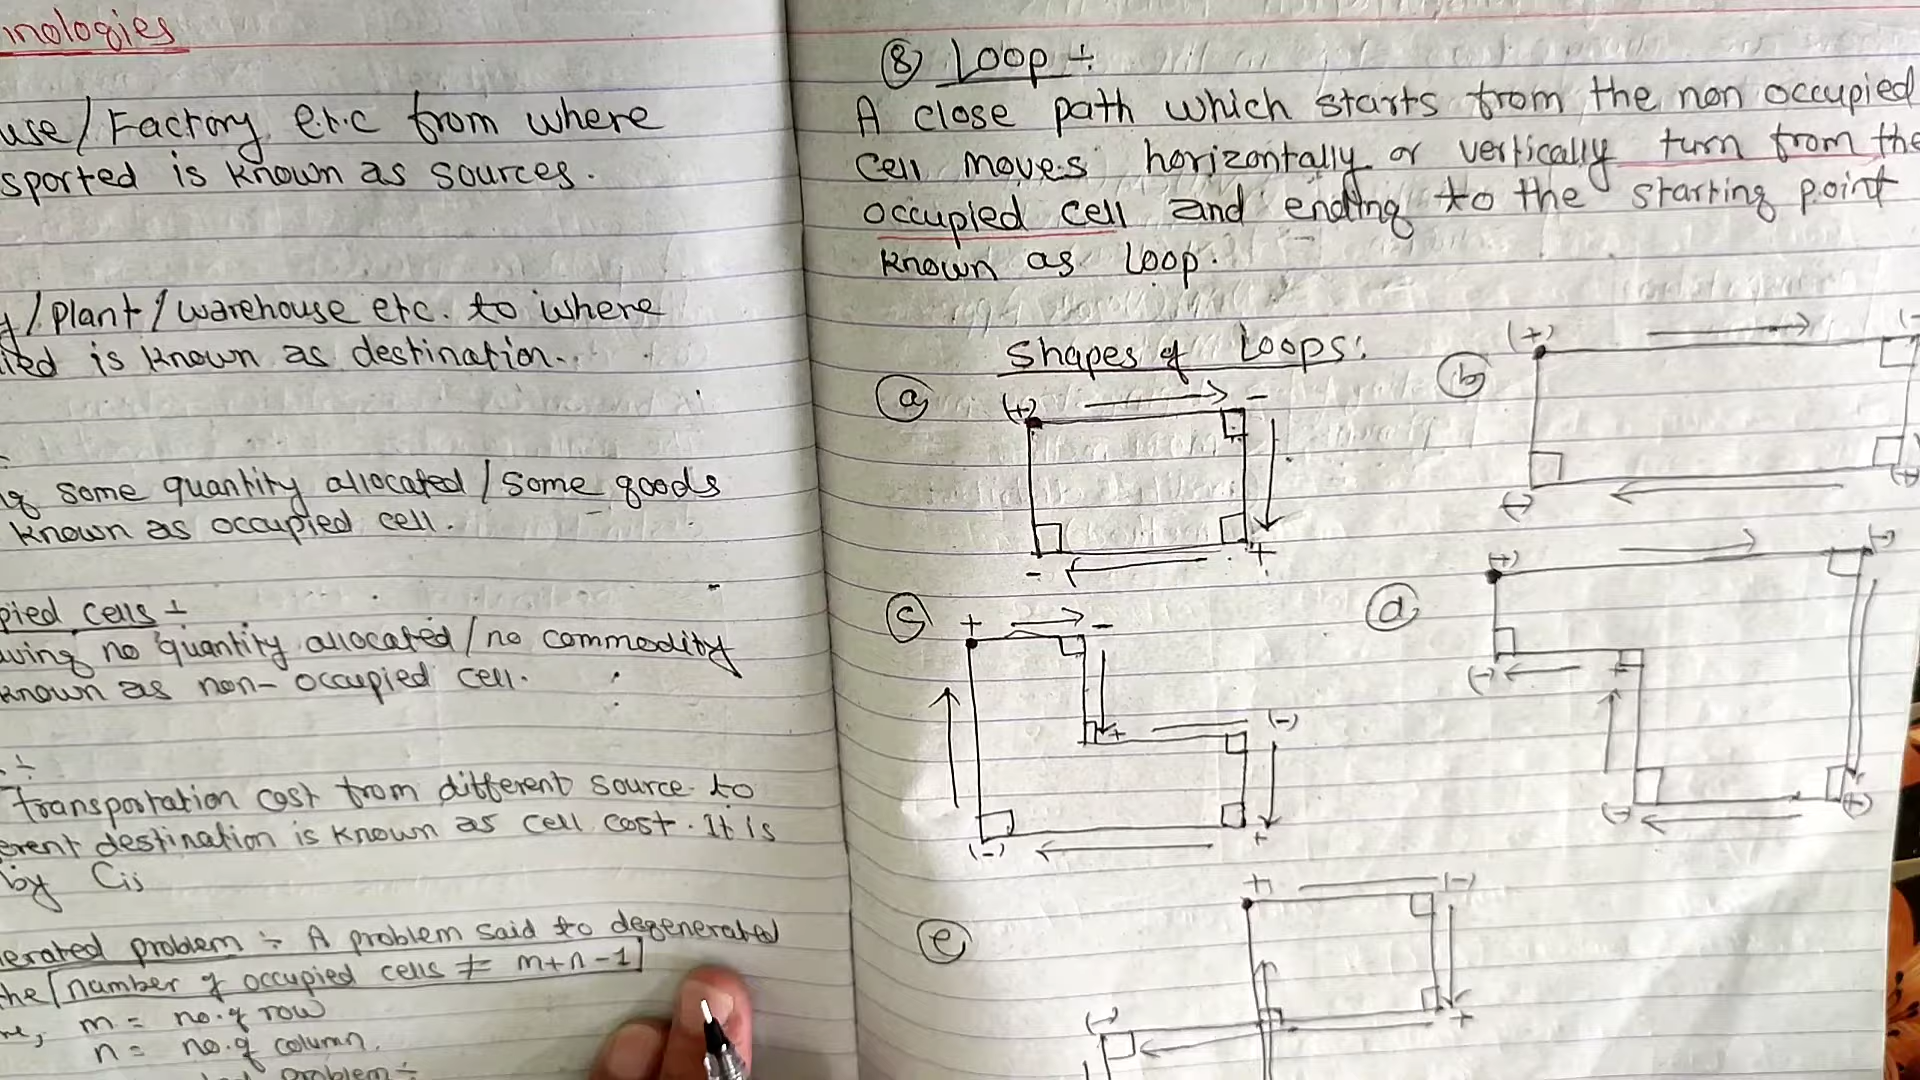 nologies
use/Factory e.t.c from where
sported is known as sources.
/Plant/warehouse etc. to where
ied is known as destination.
some quantity allocated/some goods
known as occupied cell.
pied cells ÷
ving no quantity allocated/no commodity
known as non-occupied cell.
÷
transportation cost from different source to
erent destination is known as cell cost. It is
by Cij
erated problem ÷ A problem said to degenerated
the number of occupied cells ≠ m+n-1
m = no. of row
n = no. of column.
problem ÷
⑧ Loop ÷
A close path which starts from the non occupied
cell moves horizontally or vertically turn from the
occupied cell and ending to the starting point
known as loop.
Shapes of Loops:
ⓐ (+) -
- +
ⓑ (+) (-
(-) (+)
ⓒ + -
+ (-)
(-) +
ⓓ (+) (-)
(-) +
(-) (+)
ⓔ + (-)
+
(-)